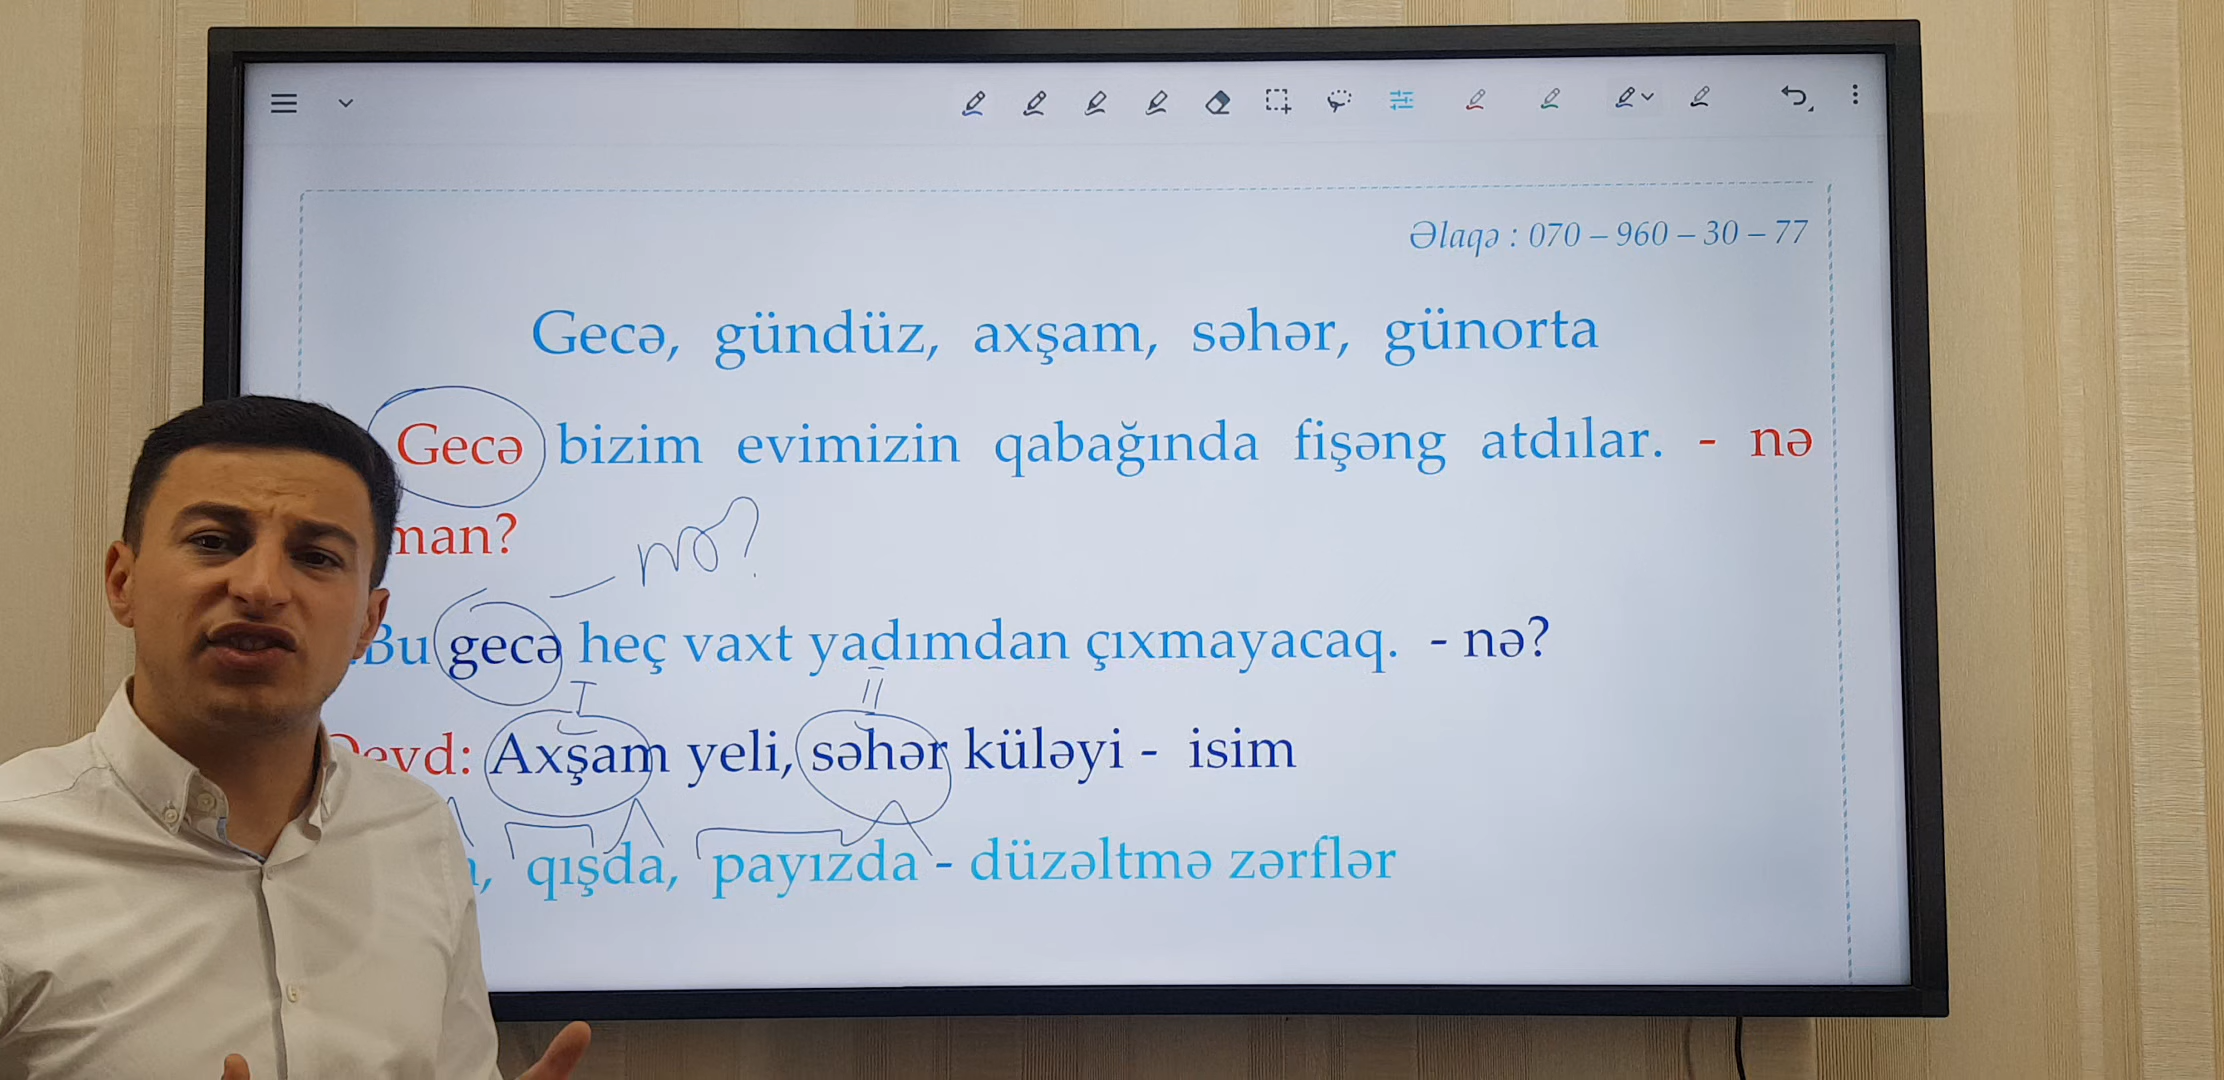 Əlaqə : 070 – 960 – 30 – 77
Gecə, gündüz, axşam, səhər, günorta
Gecə bizim evimizin qabağında fişəng atdılar. - nə
man?
nə?
Bu gecə heç vaxt yadımdan çıxmayacaq. - nə?
I II
Axşam yeli, səhər küləyi - isim
qışda, payızda - düzəltmə zərflər